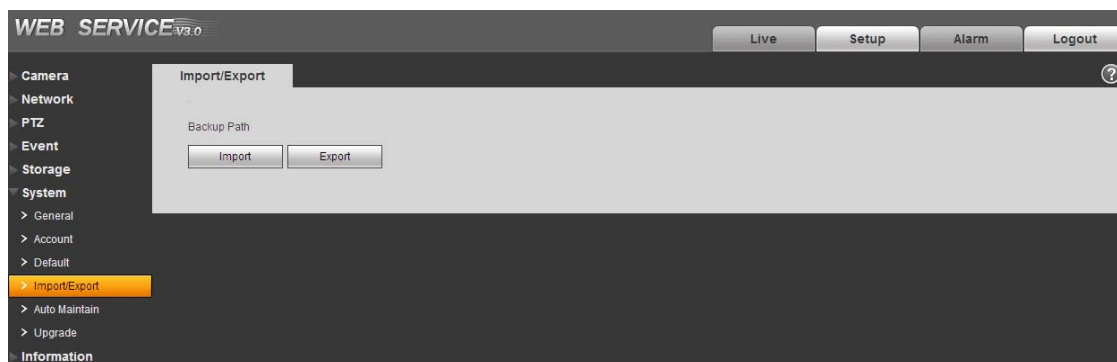 WEB SERVICE V3.0
Live
Setup
Alarm
Logout
Camera
Network
PTZ
Event
Storage
System
> General
> Account
> Default
> Import/Export
> Auto Maintain
> Upgrade
Information
Import/Export
?
Backup Path
Import
Export